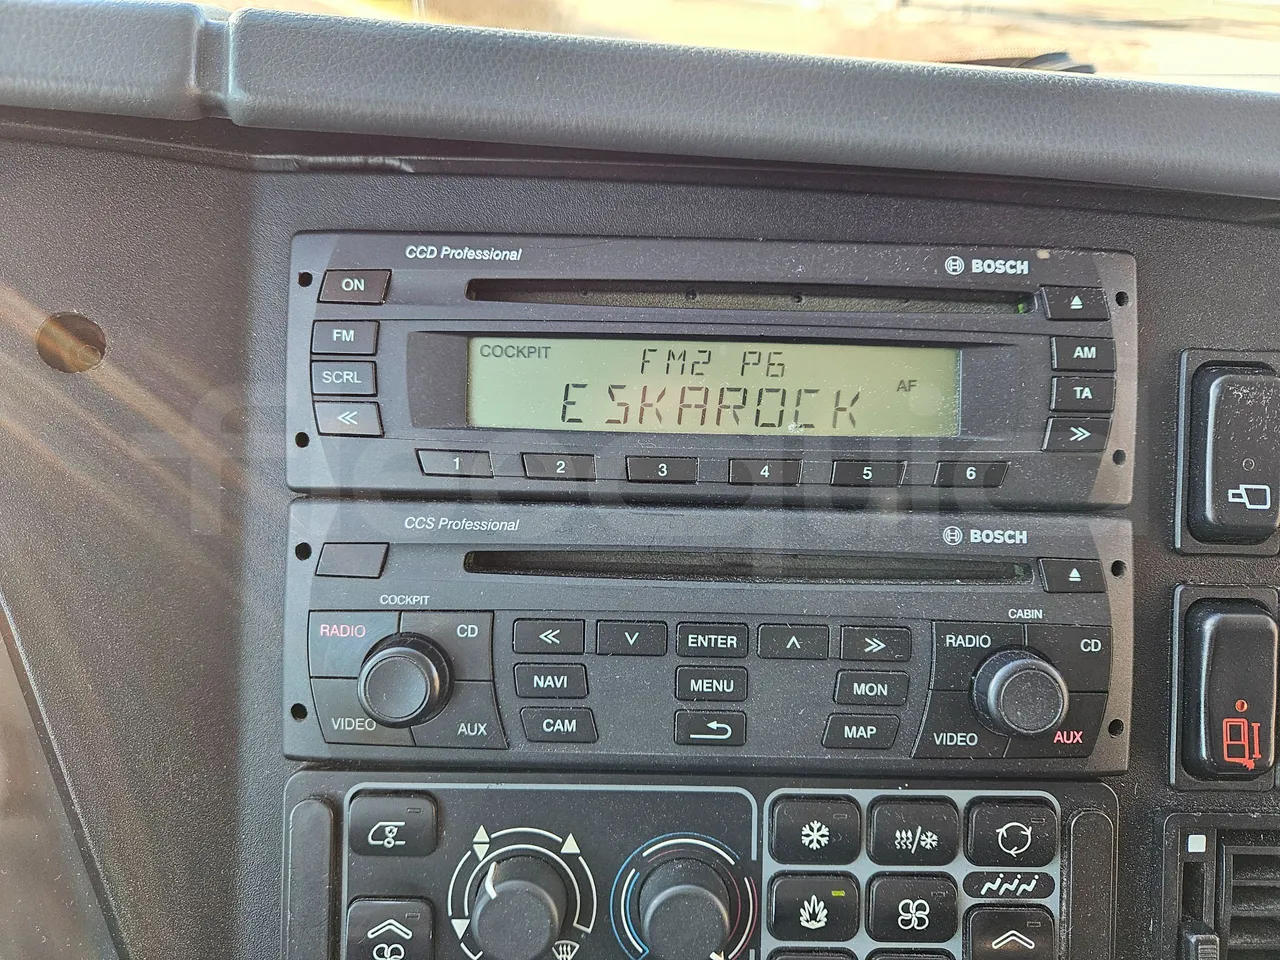 CCD Professional
BOSCH
ON
FM
AM
COCKPIT
FM2 P6
SCRL
TA
AF
ESKAROCK
1 2 3 4 5 6
CCS Professional
BOSCH
COCKPIT
CABIN
RADIO CD
ENTER
RADIO CD
NAVI MENU MON
VIDEO AUX
CAM
MAP
VIDEO AUX